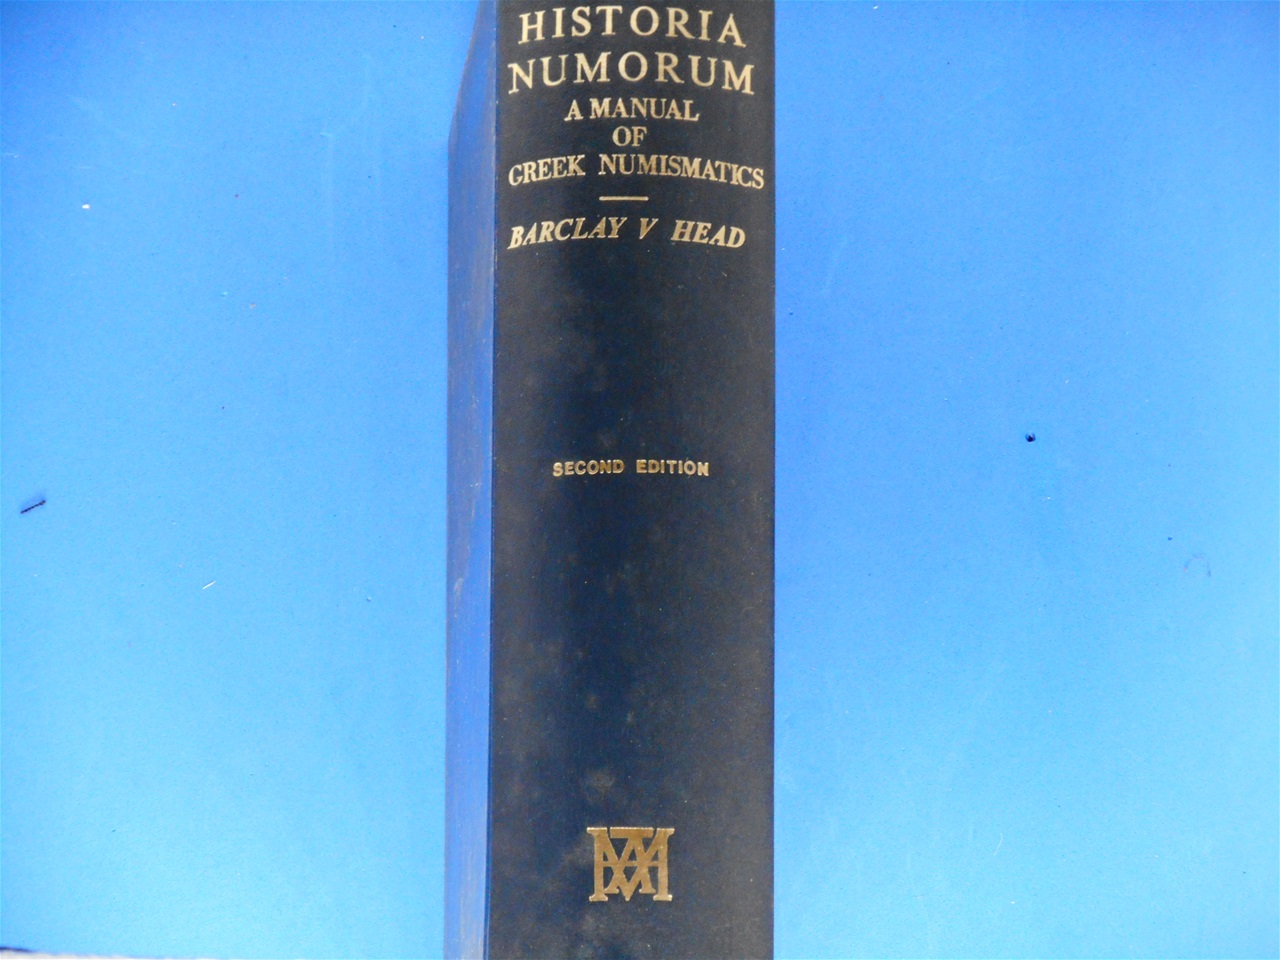 HISTORIA
NUMORUM
A MANUAL
OF
GREEK NUMISMATICS
BARCLAY V HEAD
SECOND EDITION